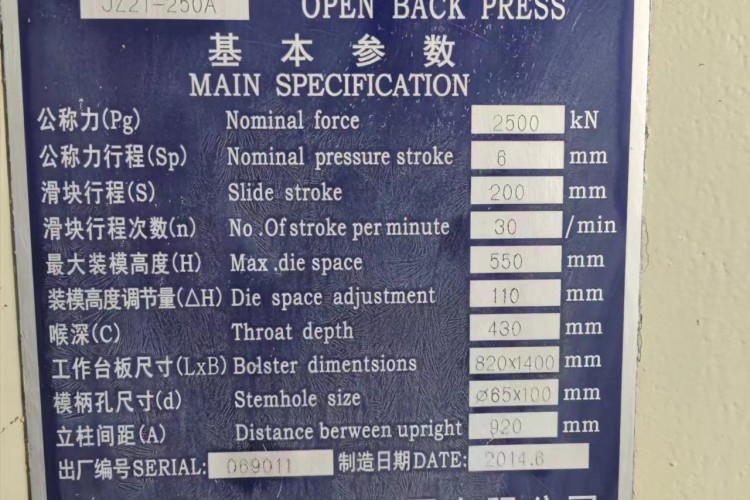 JZ21-250A OPEN BACK PRESS
基本参数
MAIN SPECIFICATION
公称力(Pg) Nominal force 2500 kN
公称力行程(Sp) Nominal pressure stroke 6 mm
滑块行程(S) Slide stroke 200 mm
滑块行程次数(n) No .Of stroke per minute 30 /min
最大装模高度(H) Max .die space 550 mm
装模高度调节量(△H) Die space adjustment 110 mm
喉深(C) Throat depth 430 mm
工作台板尺寸(LxB) Bolster dimentsions 820x1400 mm
模柄孔尺寸(d) Stemhole size ⌀65x100 mm
立柱间距(A) Distance berween upright 920 mm
出厂编号SERIAL: 069011 制造日期DATE: 2014.6